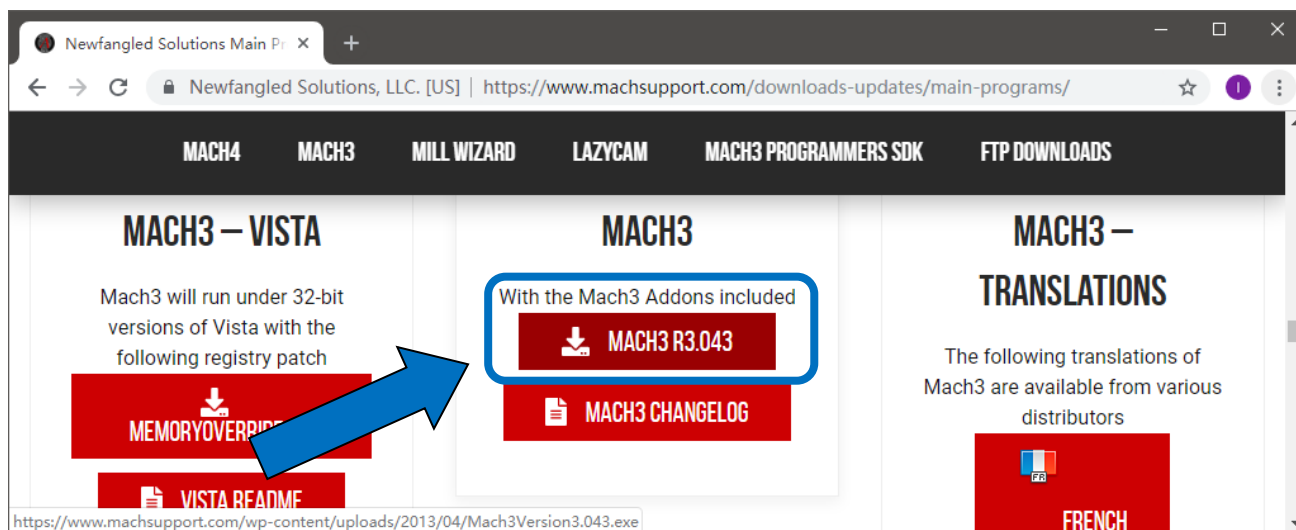 Newfangled Solutions Main Pr
Newfangled Solutions, LLC. [US] | https://www.machsupport.com/downloads-updates/main-programs/
I
MACH4 MACH3 MILL WIZARD LAZYCAM MACH3 PROGRAMMERS SDK FTP DOWNLOADS
MACH3 – VISTA
Mach3 will run under 32-bit
versions of Vista with the
following registry patch
MEMORYOVERRIDE
VISTA README
MACH3
With the Mach3 Addons included
MACH3 R3.043
MACH3 CHANGELOG
MACH3 –
TRANSLATIONS
The following translations of
Mach3 are available from various
distributors
FR
FRENCH
https://www.machsupport.com/wp-content/uploads/2013/04/Mach3Version3.043.exe